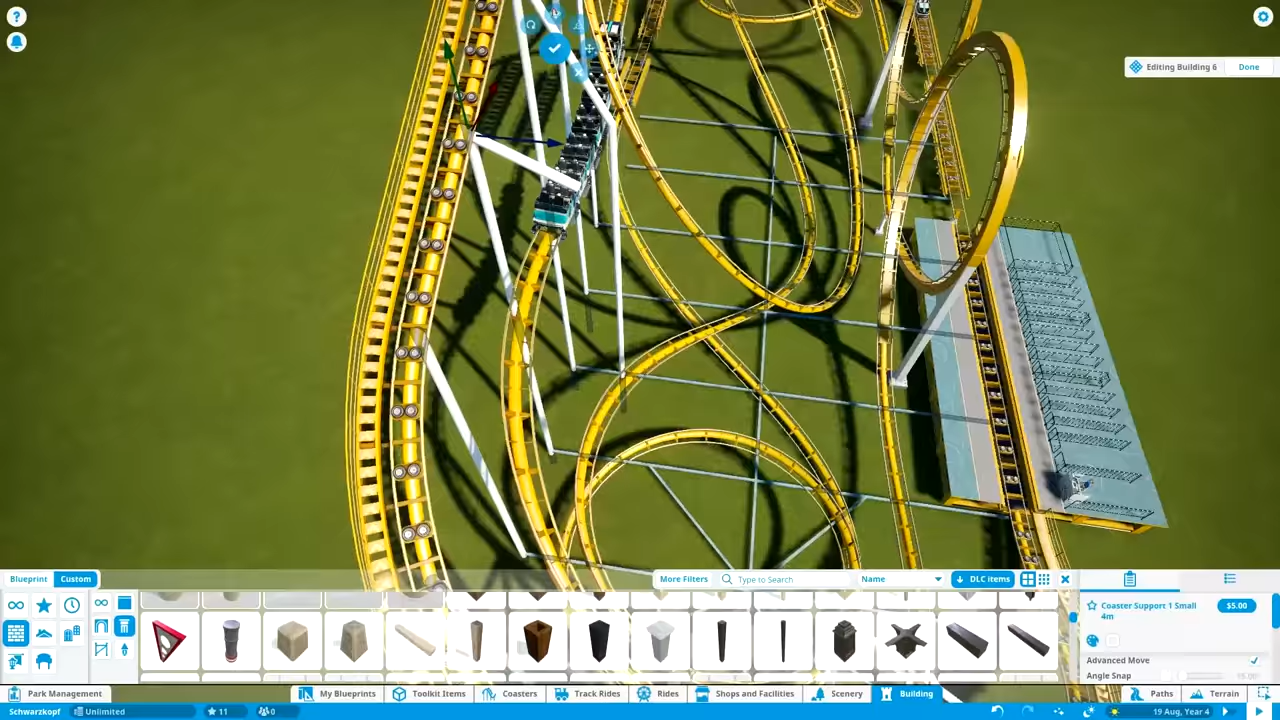 ?
Editing Building 6 Done
Blueprint Custom
More Filters Type to Search Name DLC items
Coaster Support 1 Small 4m $5.00
Advanced Move
Angle Snap
Park Management My Blueprints Toolkit Items Coasters Track Rides Rides Shops and Facilities Scenery Building Paths Terrain
Schwarzkopf Unlimited 11 0 19 Aug, Year 4